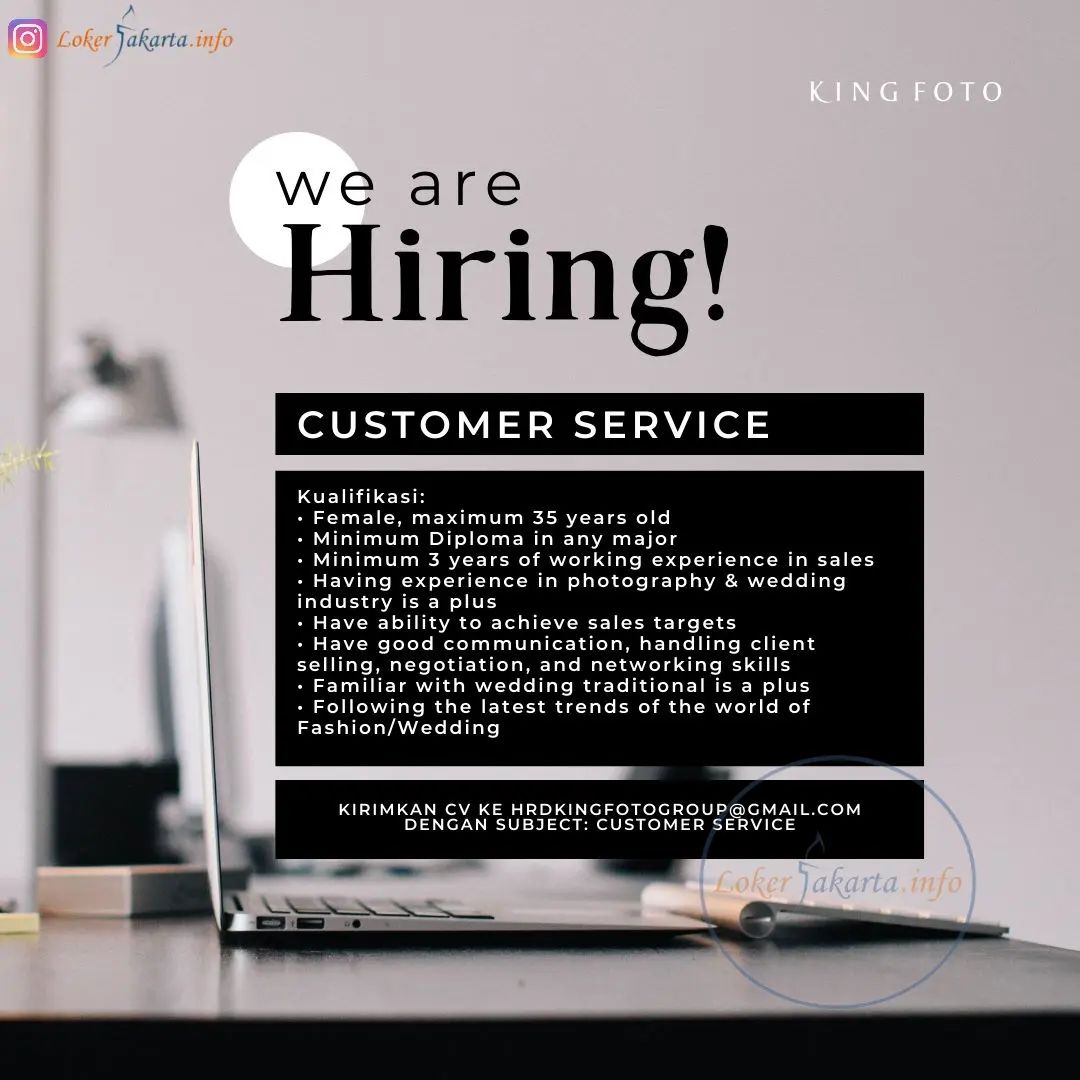 Loker Jakarta.info
KING FOTO
we are
Hiring!
CUSTOMER SERVICE
Kualifikasi:
• Female, maximum 35 years old
• Minimum Diploma in any major
• Minimum 3 years of working experience in sales
• Having experience in photography & wedding
industry is a plus
• Have ability to achieve sales targets
• Have good communication, handling client
selling, negotiation, and networking skills
• Familiar with wedding traditional is a plus
• Following the latest trends of the world of
Fashion/Wedding
KIRIMKAN CV KE HRDKINGFOTOGROUP@GMAIL.COM
DENGAN SUBJECT: CUSTOMER SERVICE
Loker Jakarta.info